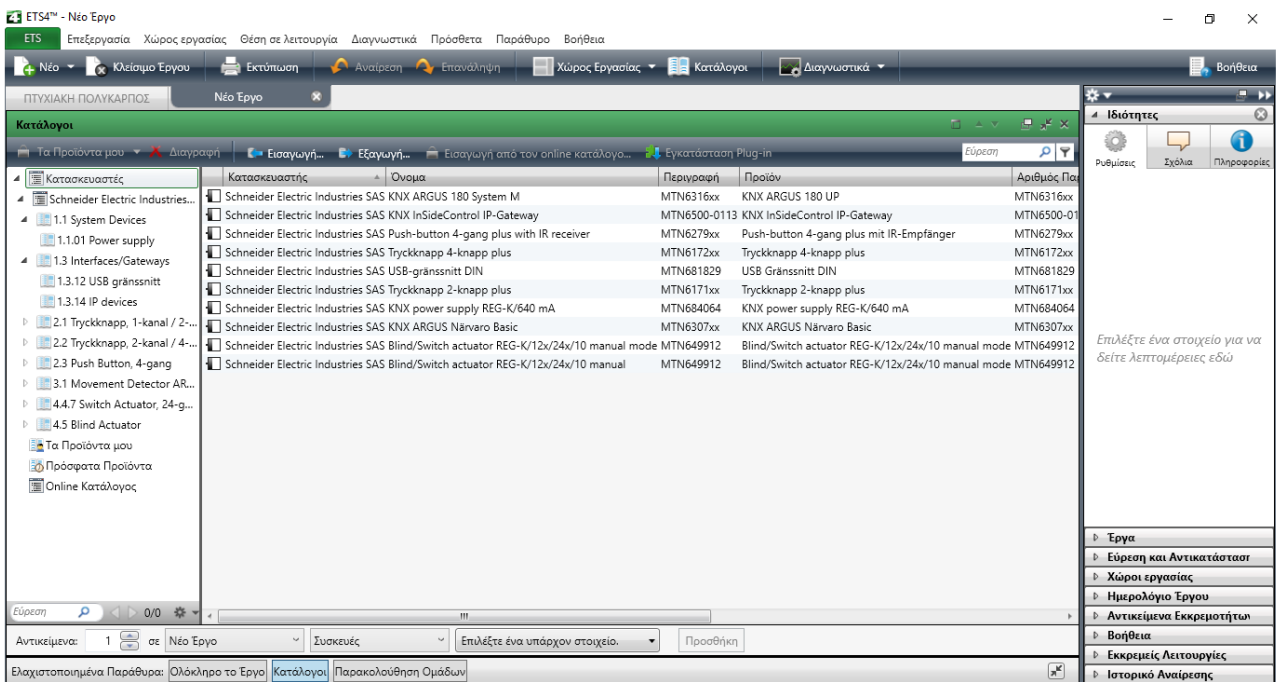 ETS4™ - Νέο Έργο
ETS Επεξεργασία Χώρος εργασίας Θέση σε λειτουργία Διαγνωστικά Πρόσθετα Παράθυρο Βοήθεια
Νέο Κλείσιμο Έργου Εκτύπωση Αναίρεση Επανάληψη Χώρος Εργασίας Κατάλογοι Διαγνωστικά Βοήθεια
ΠΤΥΧΙΑΚΗ ΠΟΛΥΚΑΡΠΟΣ Νέο Έργο
Κατάλογοι
Τα Προϊόντα μου Διαγραφή Εισαγωγή... Εξαγωγή... Εισαγωγή από τον online κατάλογο... Εγκατάσταση Plug-in Εύρεση
Κατασκευαστές
Schneider Electric Industries...
1.1 System Devices
1.1.01 Power supply
1.3 Interfaces/Gateways
1.3.12 USB gränssnitt
1.3.14 IP devices
2.1 Tryckknapp, 1-kanal / 2-...
2.2 Tryckknapp, 2-kanal / 4-...
2.3 Push Button, 4-gang
3.1 Movement Detector AR...
4.4.7 Switch Actuator, 24-g...
4.5 Blind Actuator
Τα Προϊόντα μου
Πρόσφατα Προϊόντα
Online Κατάλογος
Εύρεση 0/0
Κατασκευαστής Όνομα Περιγραφή Προϊόν Αριθμός Παρ
Schneider Electric Industries SAS KNX ARGUS 180 System M MTN6316xx KNX ARGUS 180 UP MTN6316xx
Schneider Electric Industries SAS KNX InSideControl IP-Gateway MTN6500-0113 KNX InSideControl IP-Gateway MTN6500-01
Schneider Electric Industries SAS Push-button 4-gang plus with IR receiver MTN6279xx Push-button 4-gang plus mit IR-Empfänger MTN6279xx
Schneider Electric Industries SAS Tryckknapp 4-knapp plus MTN6172xx Tryckknapp 4-knapp plus MTN6172xx
Schneider Electric Industries SAS USB-gränssnitt DIN MTN681829 USB Gränssnitt DIN MTN681829
Schneider Electric Industries SAS Tryckknapp 2-knapp plus MTN6171xx Tryckknapp 2-knapp plus MTN6171xx
Schneider Electric Industries SAS KNX power supply REG-K/640 mA MTN684064 KNX power supply REG-K/640 mA MTN684064
Schneider Electric Industries SAS KNX ARGUS Närvaro Basic MTN6307xx KNX ARGUS Närvaro Basic MTN6307xx
Schneider Electric Industries SAS Blind/Switch actuator REG-K/12x/24x/10 manual mode MTN649912 Blind/Switch actuator REG-K/12x/24x/10 manual mode MTN649912
Schneider Electric Industries SAS Blind/Switch actuator REG-K/12x/24x/10 manual MTN649912 Blind/Switch actuator REG-K/12x/24x/10 manual mode MTN649912
Αντικείμενα: 1 σε Νέο Έργο Συσκευές Επιλέξτε ένα υπάρχον στοιχείο. Προσθήκη
Ελαχιστοποιημένα Παράθυρα: Ολόκληρο το Έργο Κατάλογοι Παρακολούθηση Ομάδων
Ιδιότητες
Ρυθμίσεις Σχόλια Πληροφορίες
Επιλέξτε ένα στοιχείο για να
δείτε λεπτομέρειες εδώ
Έργα
Εύρεση και Αντικατάσταση
Χώροι εργασίας
Ημερολόγιο Έργου
Αντικείμενα Εκκρεμοτήτων
Βοήθεια
Εκκρεμείς Λειτουργίες
Ιστορικό Αναίρεσης